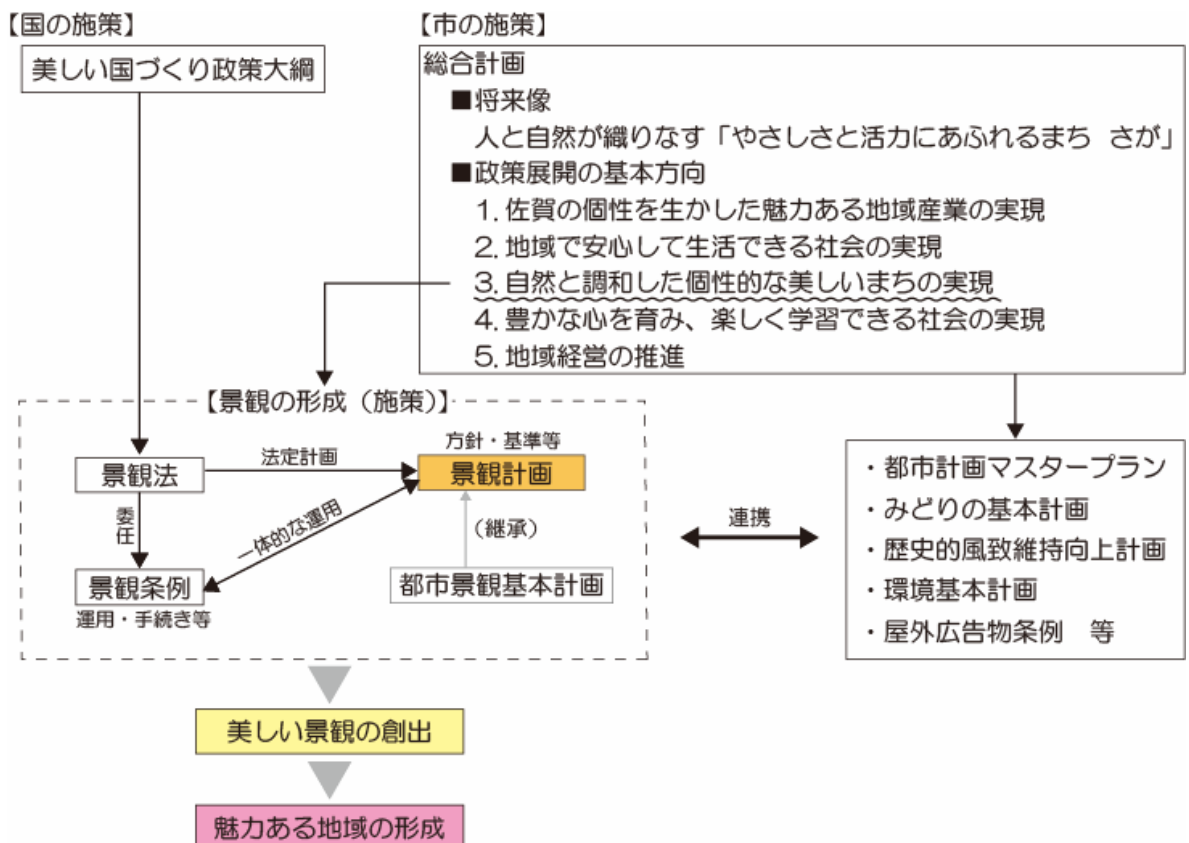 【国の施策】
美しい国づくり政策大綱
【市の施策】
総合計画
■将来像
人と自然が織りなす「やさしさと活力にあふれるまち　さが」
■政策展開の基本方向
1. 佐賀の個性を生かした魅力ある地域産業の実現
2. 地域で安心して生活できる社会の実現
3. 自然と調和した個性的な美しいまちの実現
4. 豊かな心を育み、楽しく学習できる社会の実現
5. 地域経営の推進
【景観の形成（施策）】
方針・基準等
法定計画
景観法
景観計画
委任
一体的な運用
（継承）
景観条例
都市景観基本計画
運用・手続き等
連携
・都市計画マスタープラン
・みどりの基本計画
・歴史的風致維持向上計画
・環境基本計画
・屋外広告物条例　等
美しい景観の創出
魅力ある地域の形成